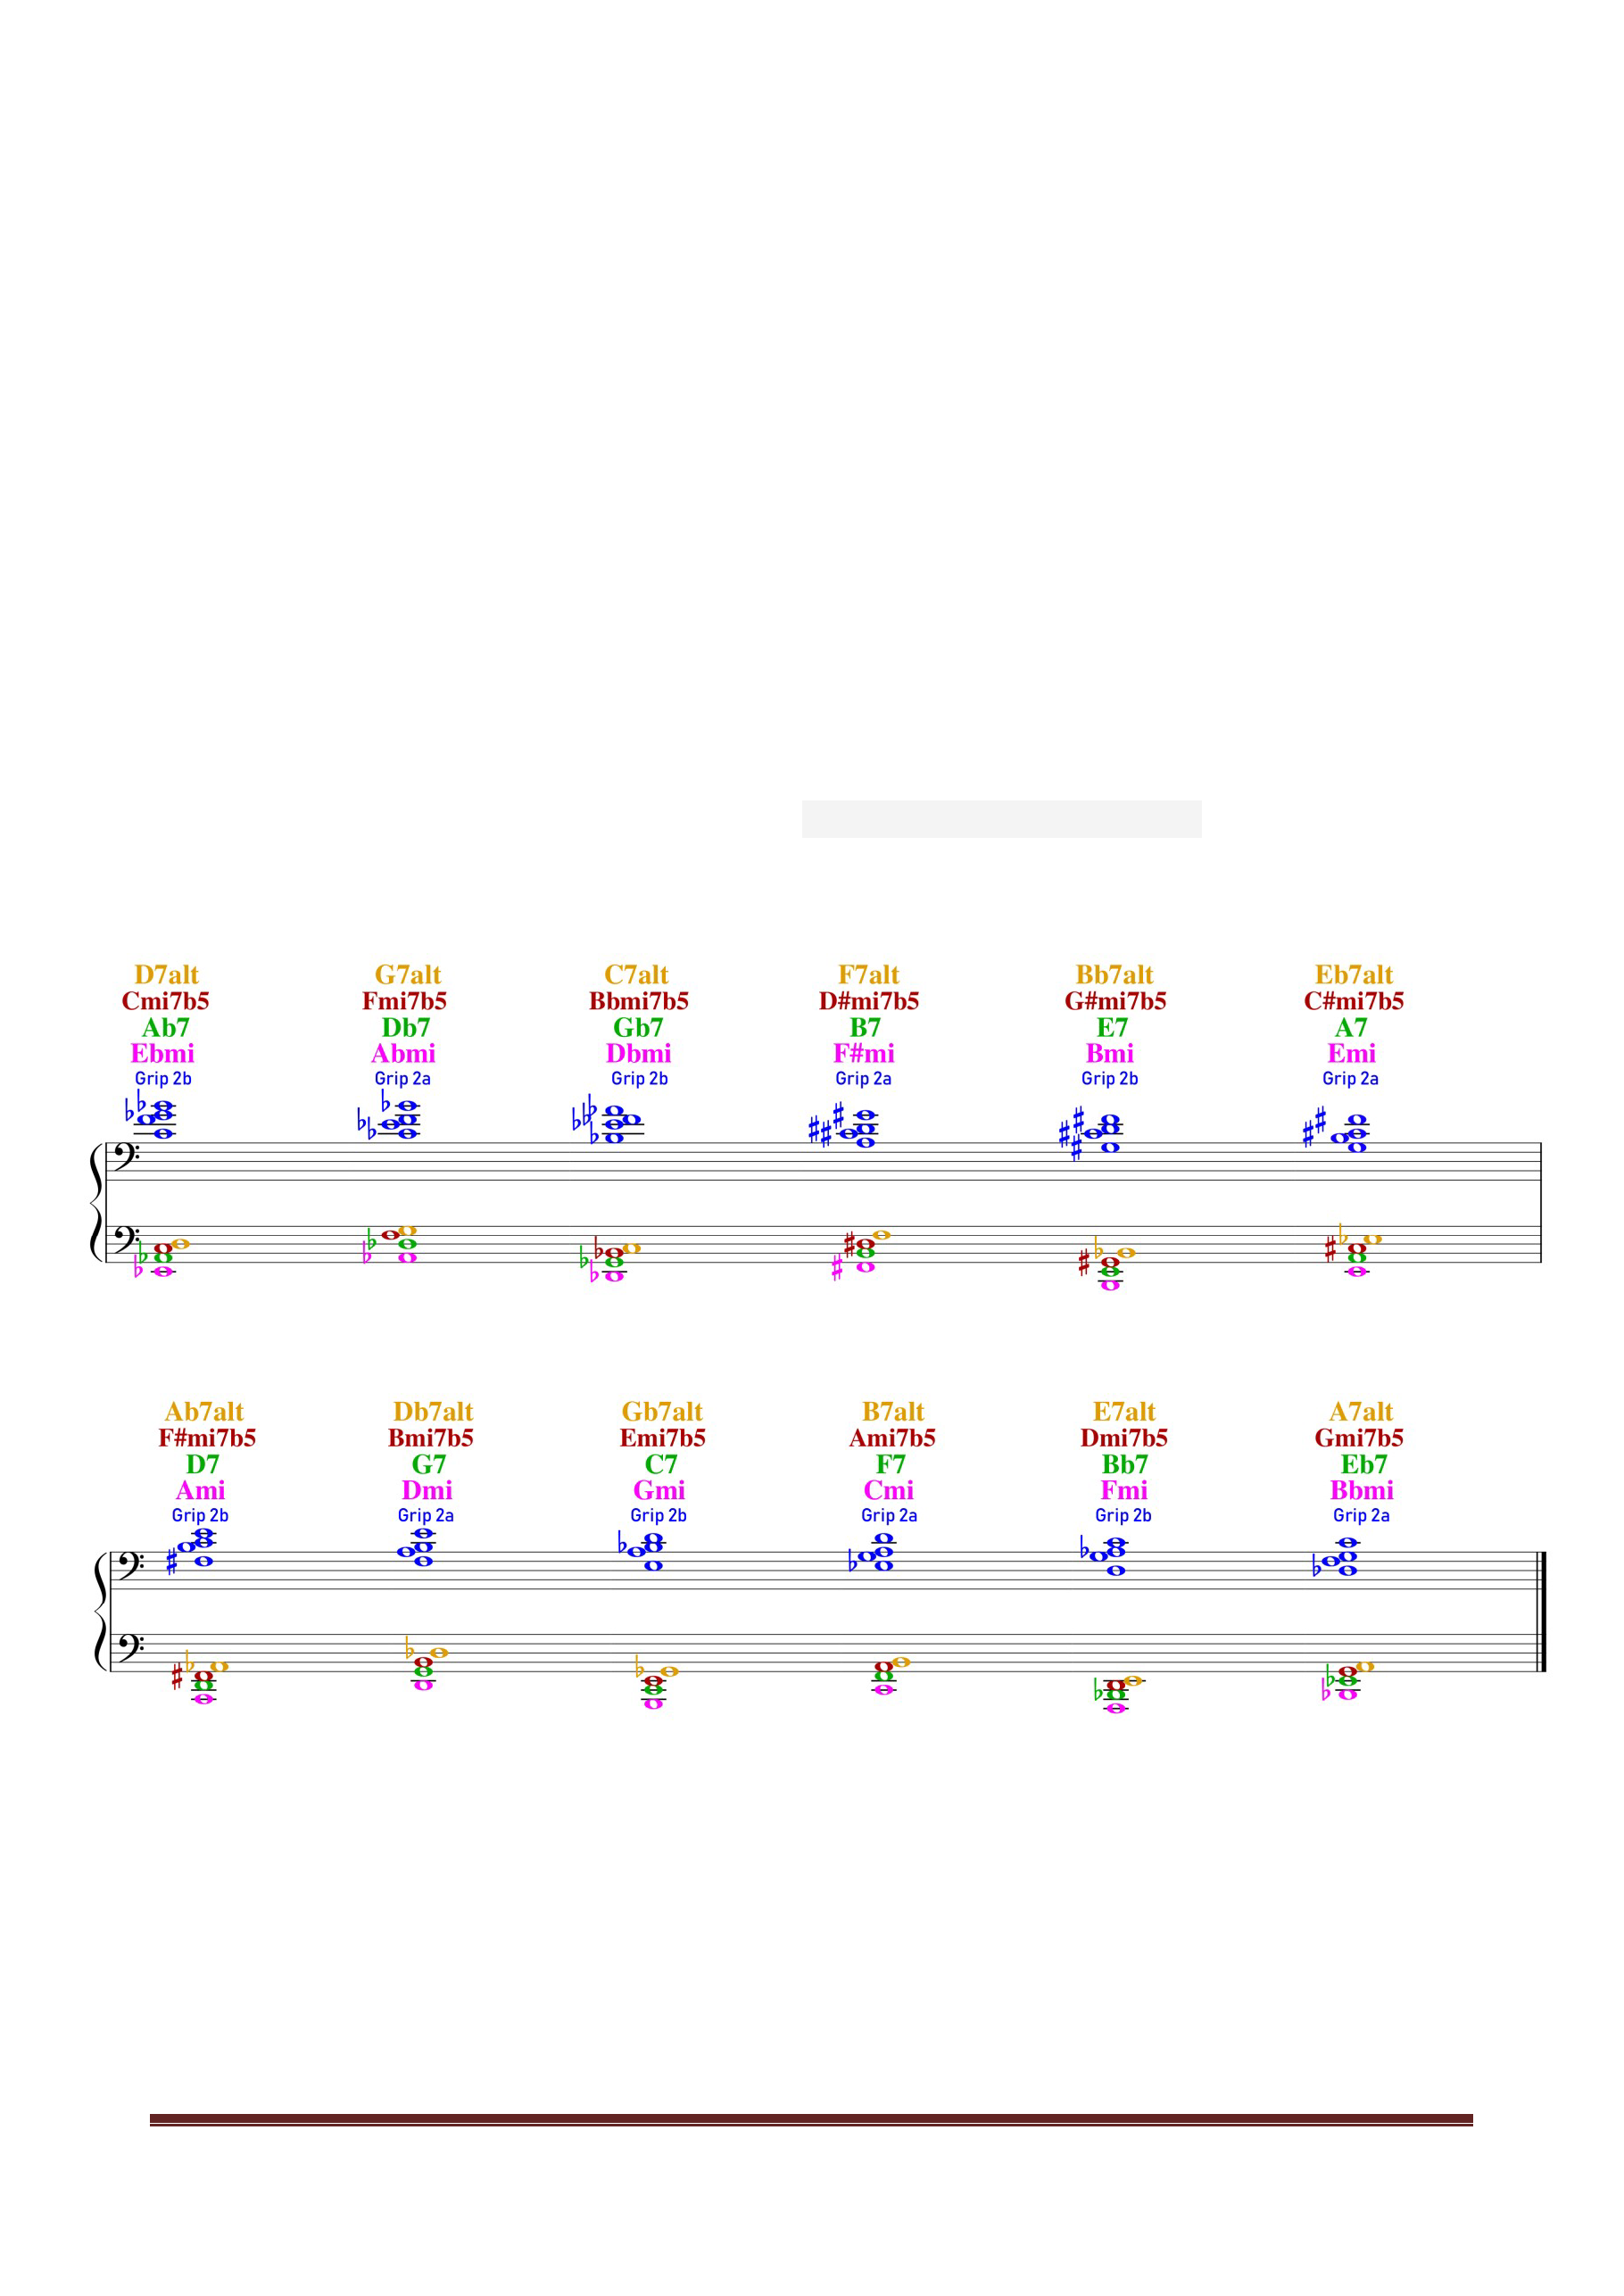 D7alt G7alt C7alt F7alt Bb7alt Eb7alt
Cmi7b5 Fmi7b5 Bbmi7b5 D#mi7b5 G#mi7b5 C#mi7b5
Ab7 Db7 Gb7 B7 E7 A7
Ebmi Abmi Dbmi F#mi Bmi Emi
Grip 2b Grip 2a Grip 2b Grip 2a Grip 2b Grip 2a
Ab7alt Db7alt Gb7alt B7alt E7alt A7alt
F#mi7b5 Bmi7b5 Emi7b5 Ami7b5 Dmi7b5 Gmi7b5
D7 G7 C7 F7 Bb7 Eb7
Ami Dmi Gmi Cmi Fmi Bbmi
Grip 2b Grip 2a Grip 2b Grip 2a Grip 2b Grip 2a